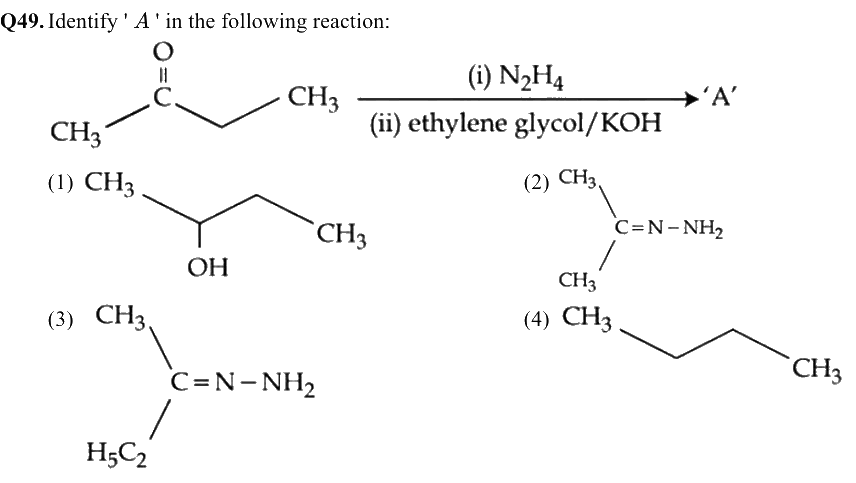 Q49. Identify ' A ' in the following reaction:
O
C
CH₃
CH₃
(i) N₂H₄
(ii) ethylene glycol/KOH
'A'
(1) CH₃
CH₃
OH
(2) CH₃
C=N–NH₂
CH₃
(3) CH₃
C=N–NH₂
H₅C₂
(4) CH₃
CH₃